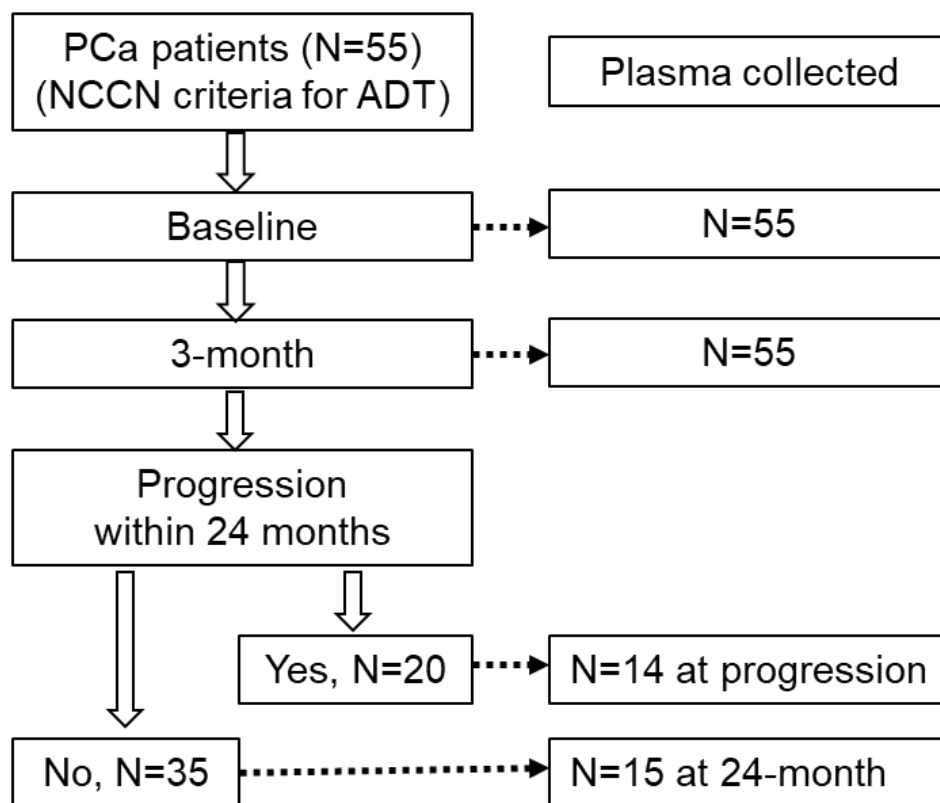 PCa patients (N=55)
(NCCN criteria for ADT)
Plasma collected
Baseline
N=55
3-month
N=55
Progression
within 24 months
Yes, N=20
N=14 at progression
No, N=35
N=15 at 24-month